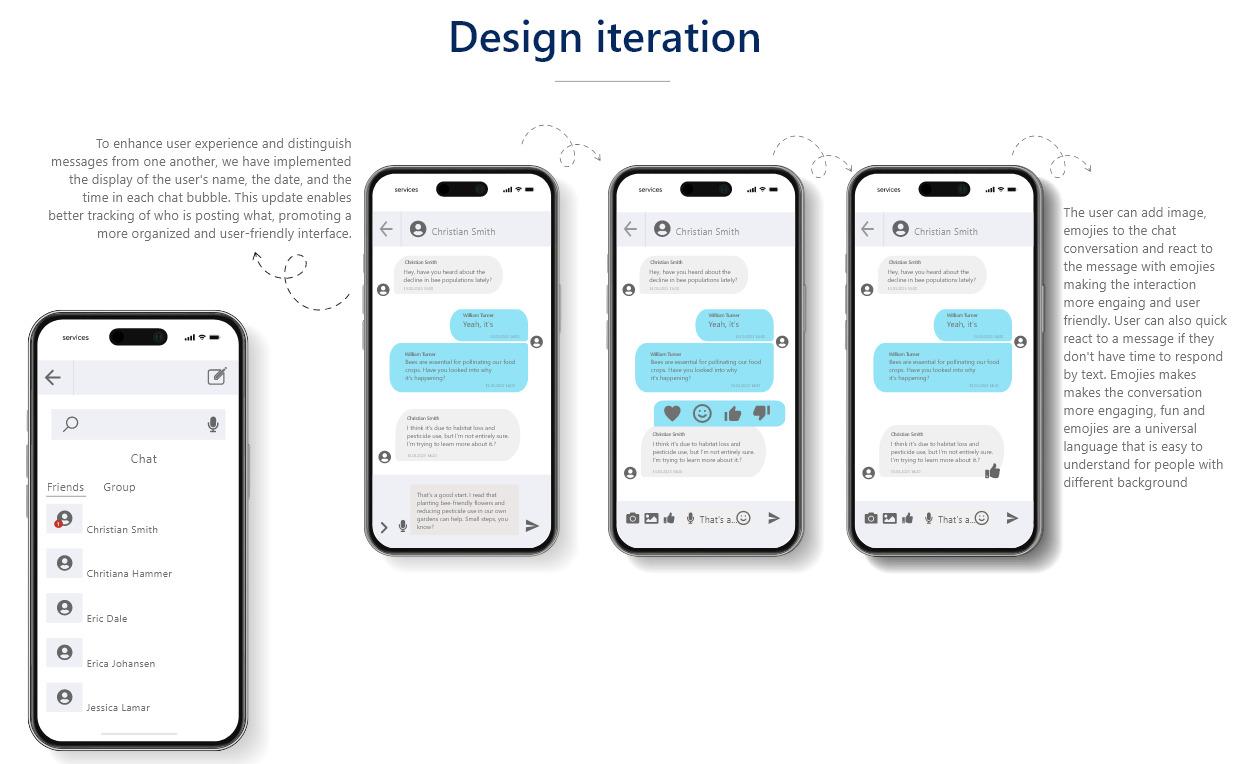 Design iteration
To enhance user experience and distinguish
messages from one another, we have implemented
the display of the user's name, the date, and the
time in each chat bubble. This update enables
better tracking of who is posting what, promoting a
more organized and user-friendly interface.
services
Chat
Friends Group
Christian Smith
Chritiana Hammer
Eric Dale
Erica Johansen
Jessica Lamar
services
Christian Smith
Christian Smith
Hey, have you heard about the
decline in bee populations lately?
William Turner
Yeah, it's
William Turner
Bees are essential for pollinating our food
crops. Have you looked into why
it's happening?
Christian Smith
I think it's due to habitat loss and
pesticide use, but I'm not entirely sure.
I'm trying to learn more about it.?
That's a good start. I read that
planting bee-friendly flowers and
reducing pesticide use in our own
gardens can help. Small steps, you
know?
services
Christian Smith
Christian Smith
Hey, have you heard about the
decline in bee populations lately?
William Turner
Yeah, it's
William Turner
Bees are essential for pollinating our food
crops. Have you looked into why
it's happening?
Christian Smith
I think it's due to habitat loss and
pesticide use, but I'm not entirely sure.
I'm trying to learn more about it.?
That's a...
services
Christian Smith
Christian Smith
Hey, have you heard about the
decline in bee populations lately?
William Turner
Yeah, it's
William Turner
Bees are essential for pollinating our food
crops. Have you looked into why
it's happening?
Christian Smith
I think it's due to habitat loss and
pesticide use, but I'm not entirely sure.
I'm trying to learn more about it.?
That's a...
The user can add image,
emojies to the chat
conversation and react to
the message with emojies
making the interaction
more engaing and user
friendly. User can also quick
react to a message if they
don't have time to respond
by text. Emojies makes
makes the conversation
more engaging, fun and
emojies are a universal
language that is easy to
understand for people with
different background